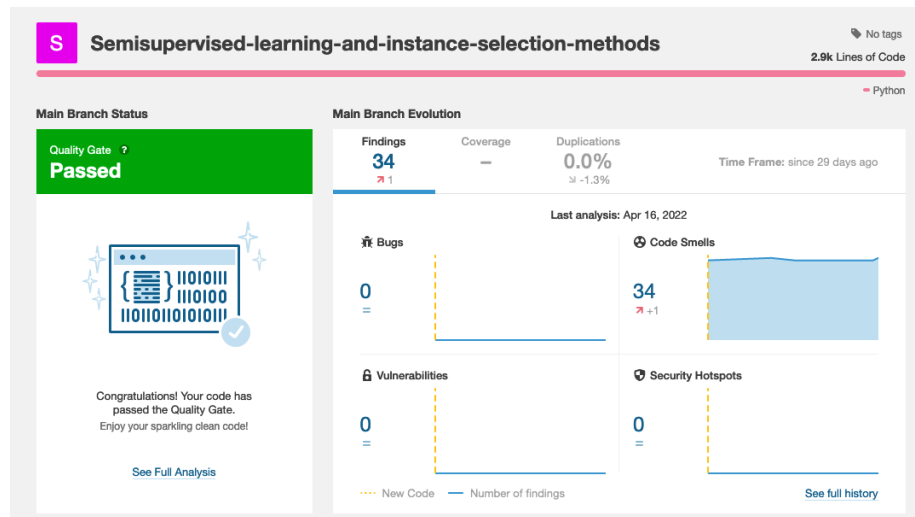 S
Semisupervised-learning-and-instance-selection-methods
No tags
2.9k Lines of Code
Python
Main Branch Status
Quality Gate ?
Passed
{ } 11010111
1110100
11011011010111
Congratulations! Your code has
passed the Quality Gate.
Enjoy your sparkling clean code!
See Full Analysis
Main Branch Evolution
Findings
34
1
Coverage
–
Duplications
0.0%
-1.3%
Time Frame: since 29 days ago
Last analysis: Apr 16, 2022
Bugs
0
=
Code Smells
34
+1
Vulnerabilities
0
=
Security Hotspots
0
=
New Code
Number of findings
See full history